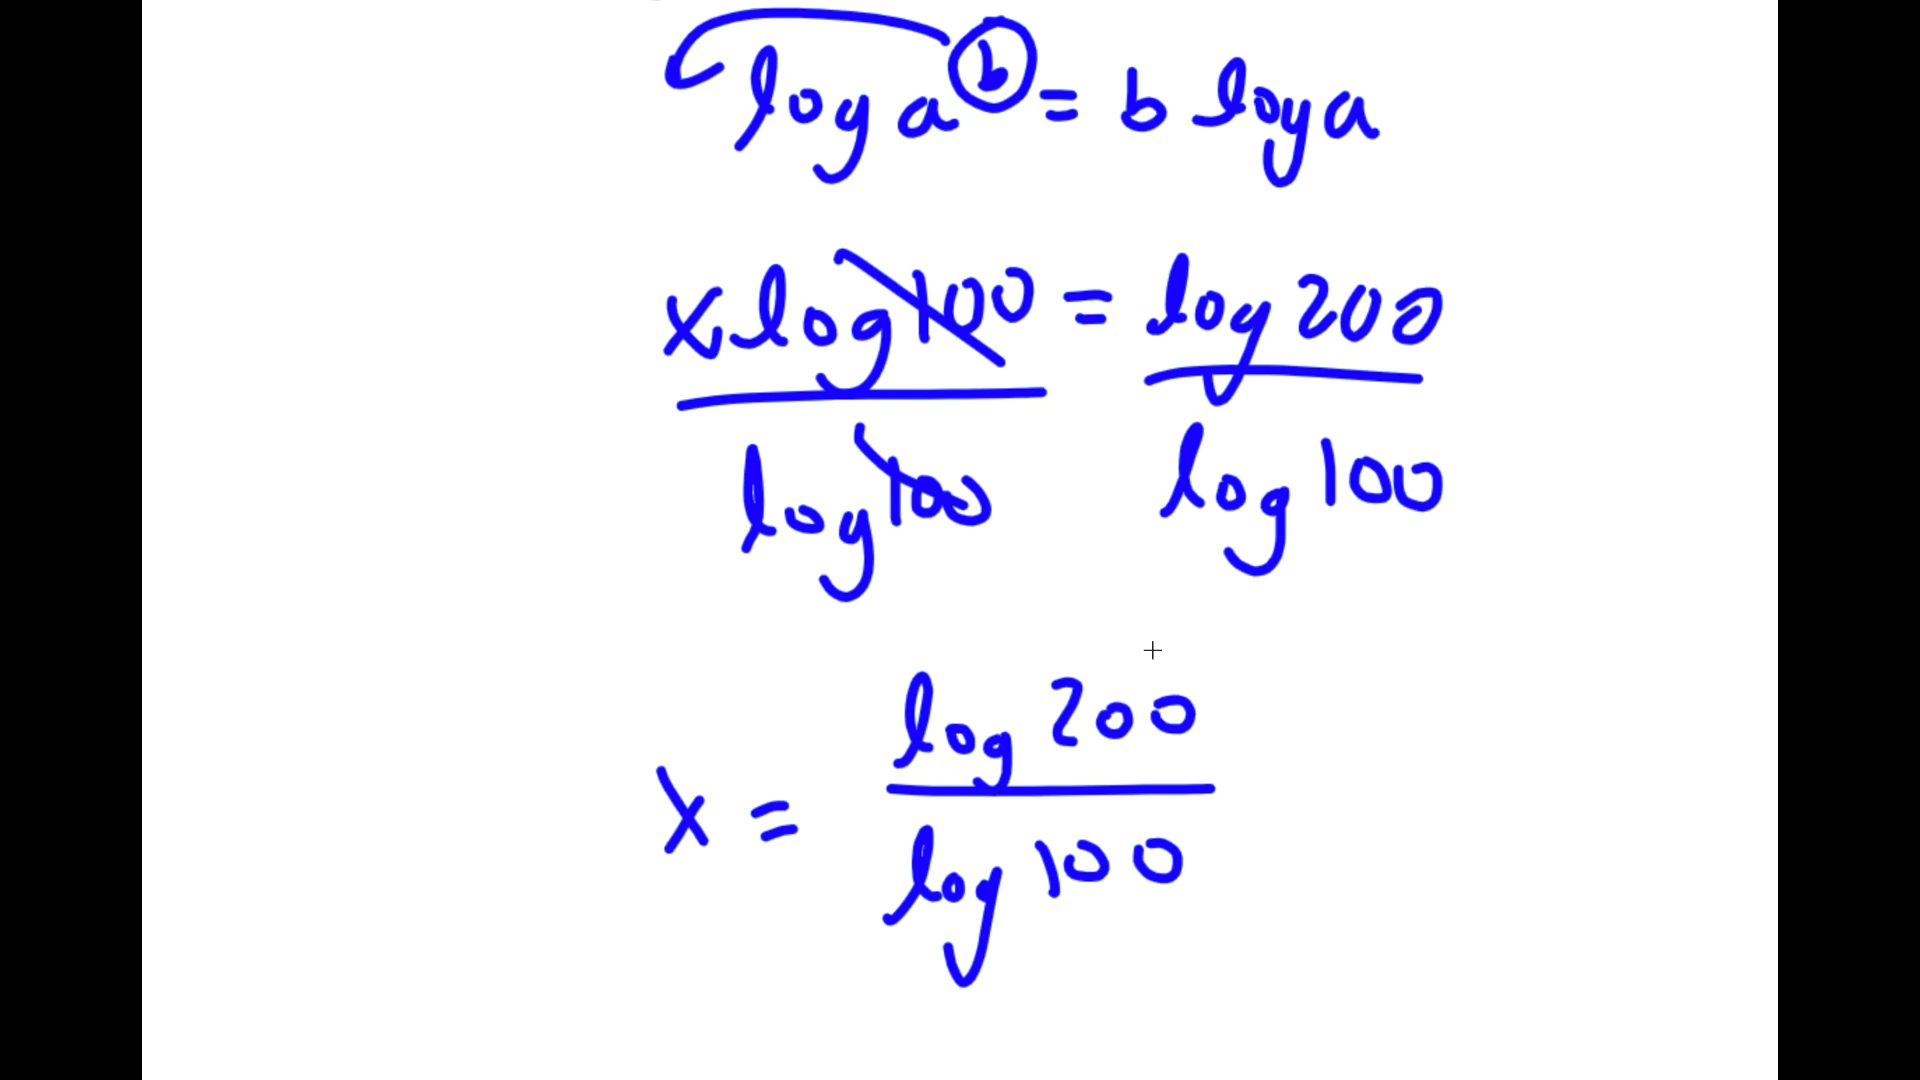 log a^b = b log a
x log 100 = log 200
log 100 log 100
log 200
x =
log 100